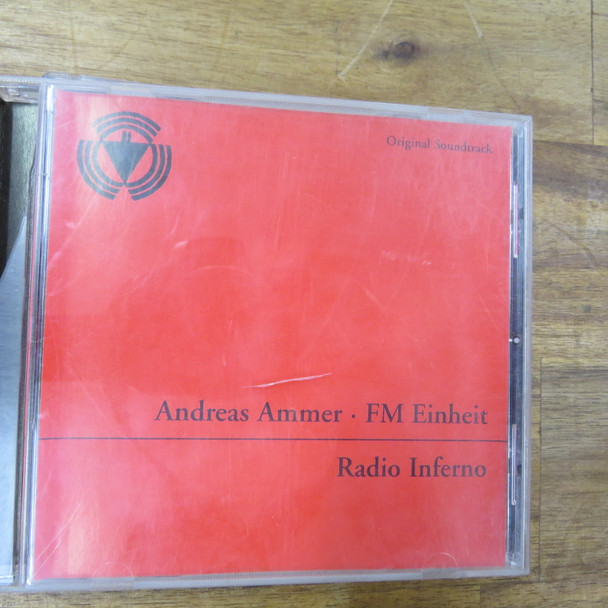 Original Soundtrack
Andreas Ammer · FM Einheit
Radio Inferno